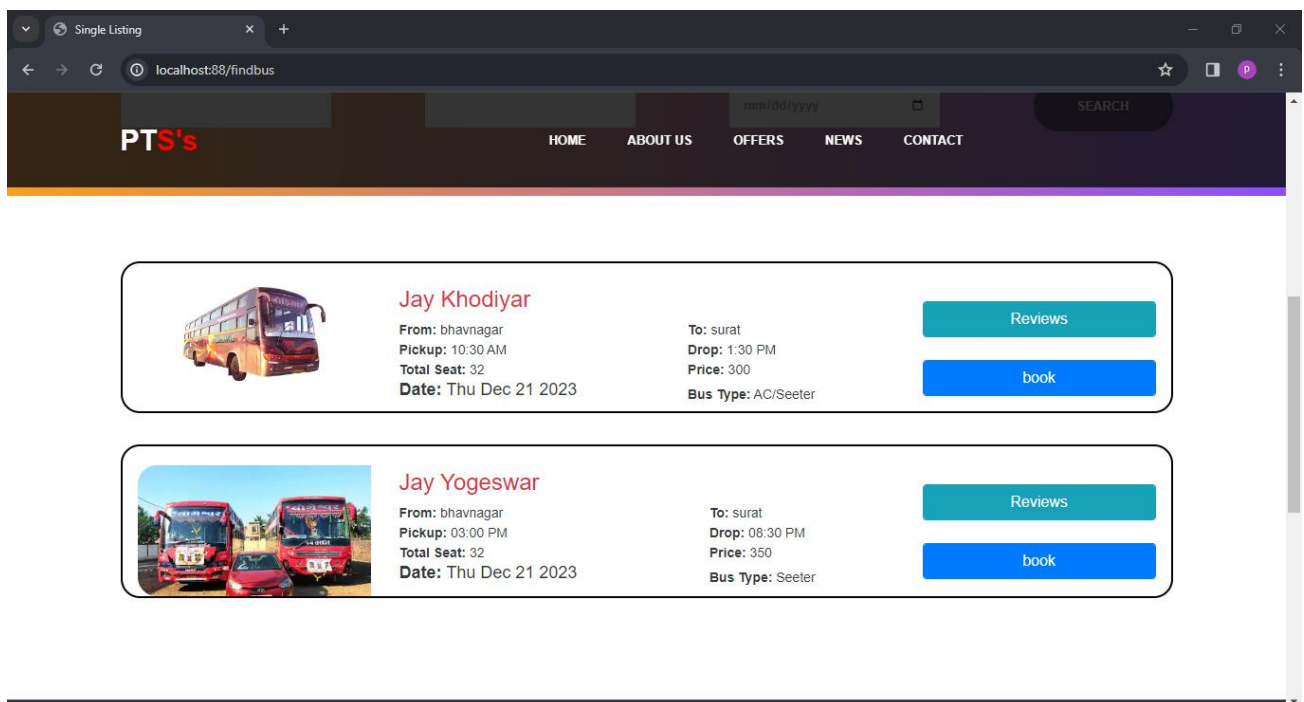 Single Listing
localhost:88/findbus
P
mm/dd/yyyy
SEARCH
PTS's
HOME ABOUT US OFFERS NEWS CONTACT
Jay Khodiyar
From: bhavnagar To: surat
Pickup: 10:30 AM Drop: 1:30 PM
Total Seat: 32 Price: 300
Date: Thu Dec 21 2023 Bus Type: AC/Seeter
Reviews
book
Jay Yogeswar
From: bhavnagar To: surat
Pickup: 03:00 PM Drop: 08:30 PM
Total Seat: 32 Price: 350
Date: Thu Dec 21 2023 Bus Type: Seeter
Reviews
book